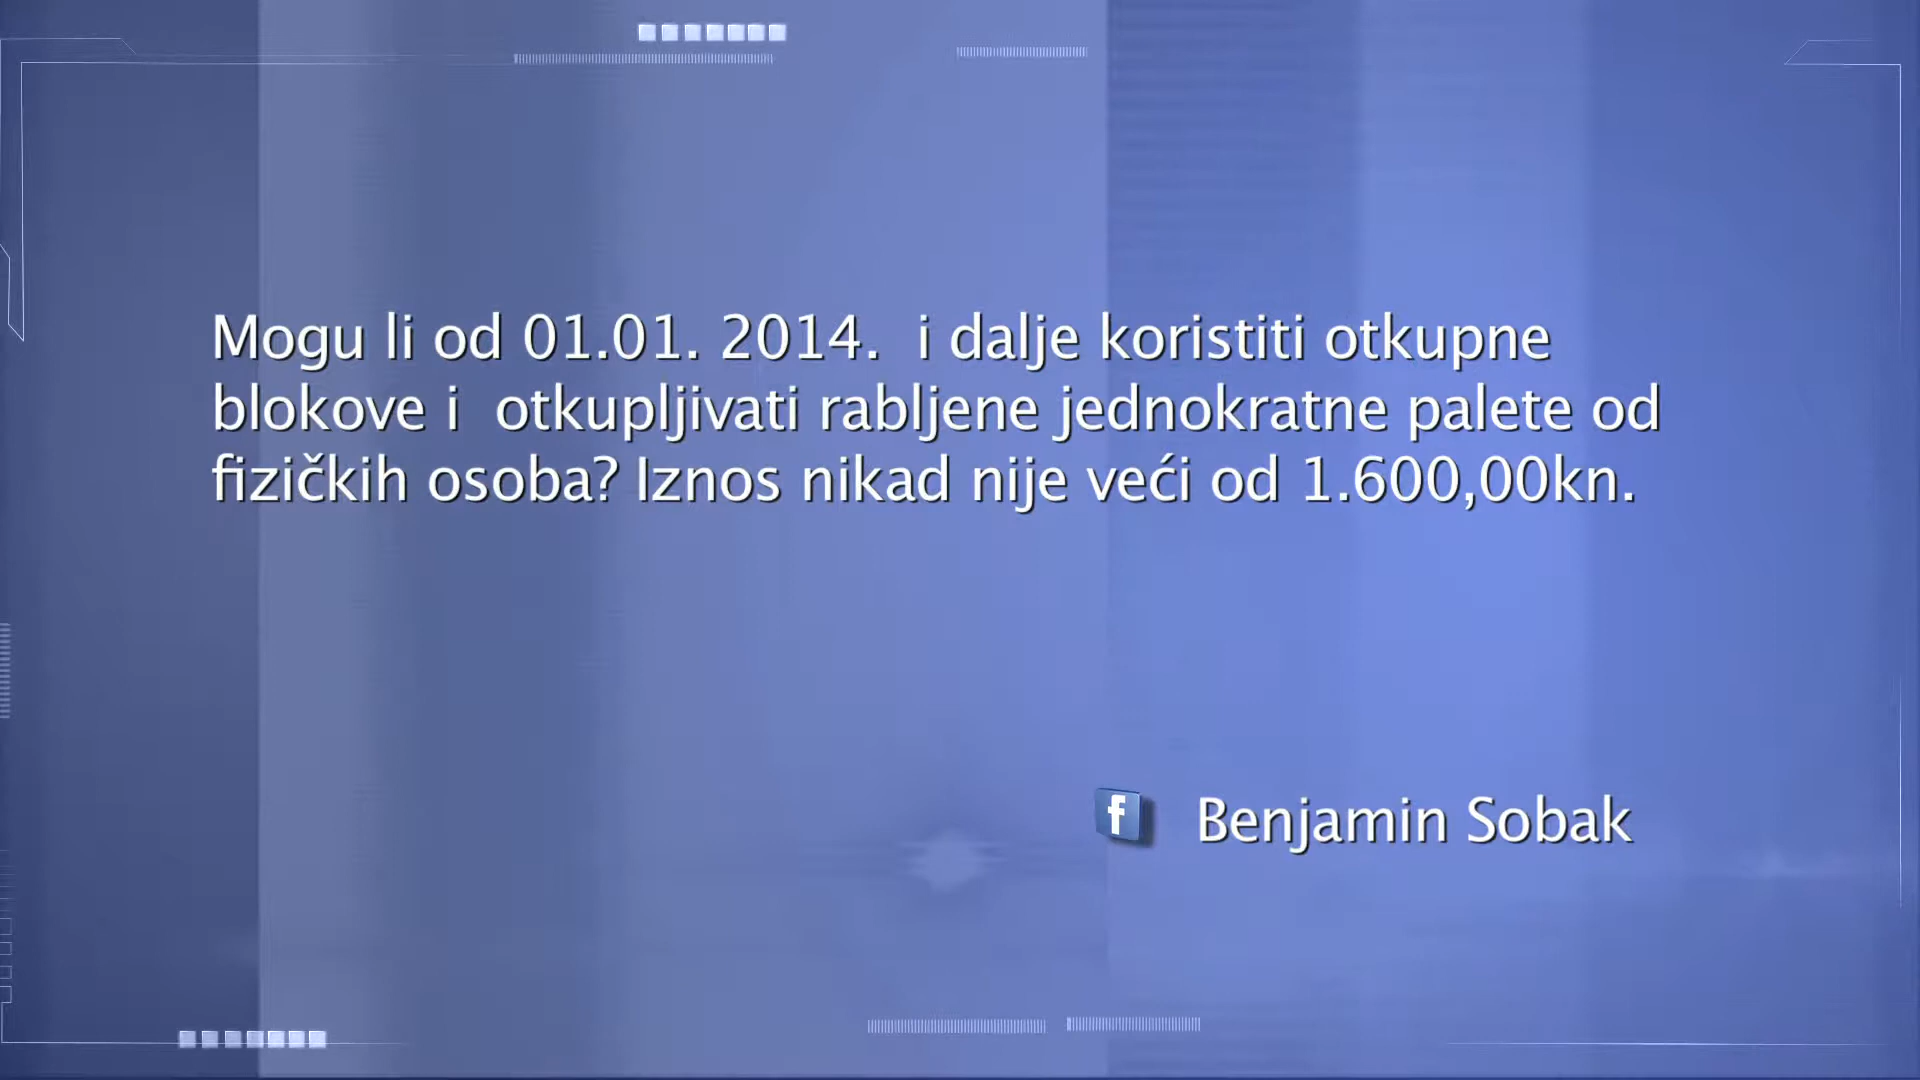 Mogu li od 01.01. 2014.  i dalje koristiti otkupne
blokove i  otkupljivati rabljene jednokratne palete od
fizičkih osoba? Iznos nikad nije veći od 1.600,00kn.
f Benjamin Sobak